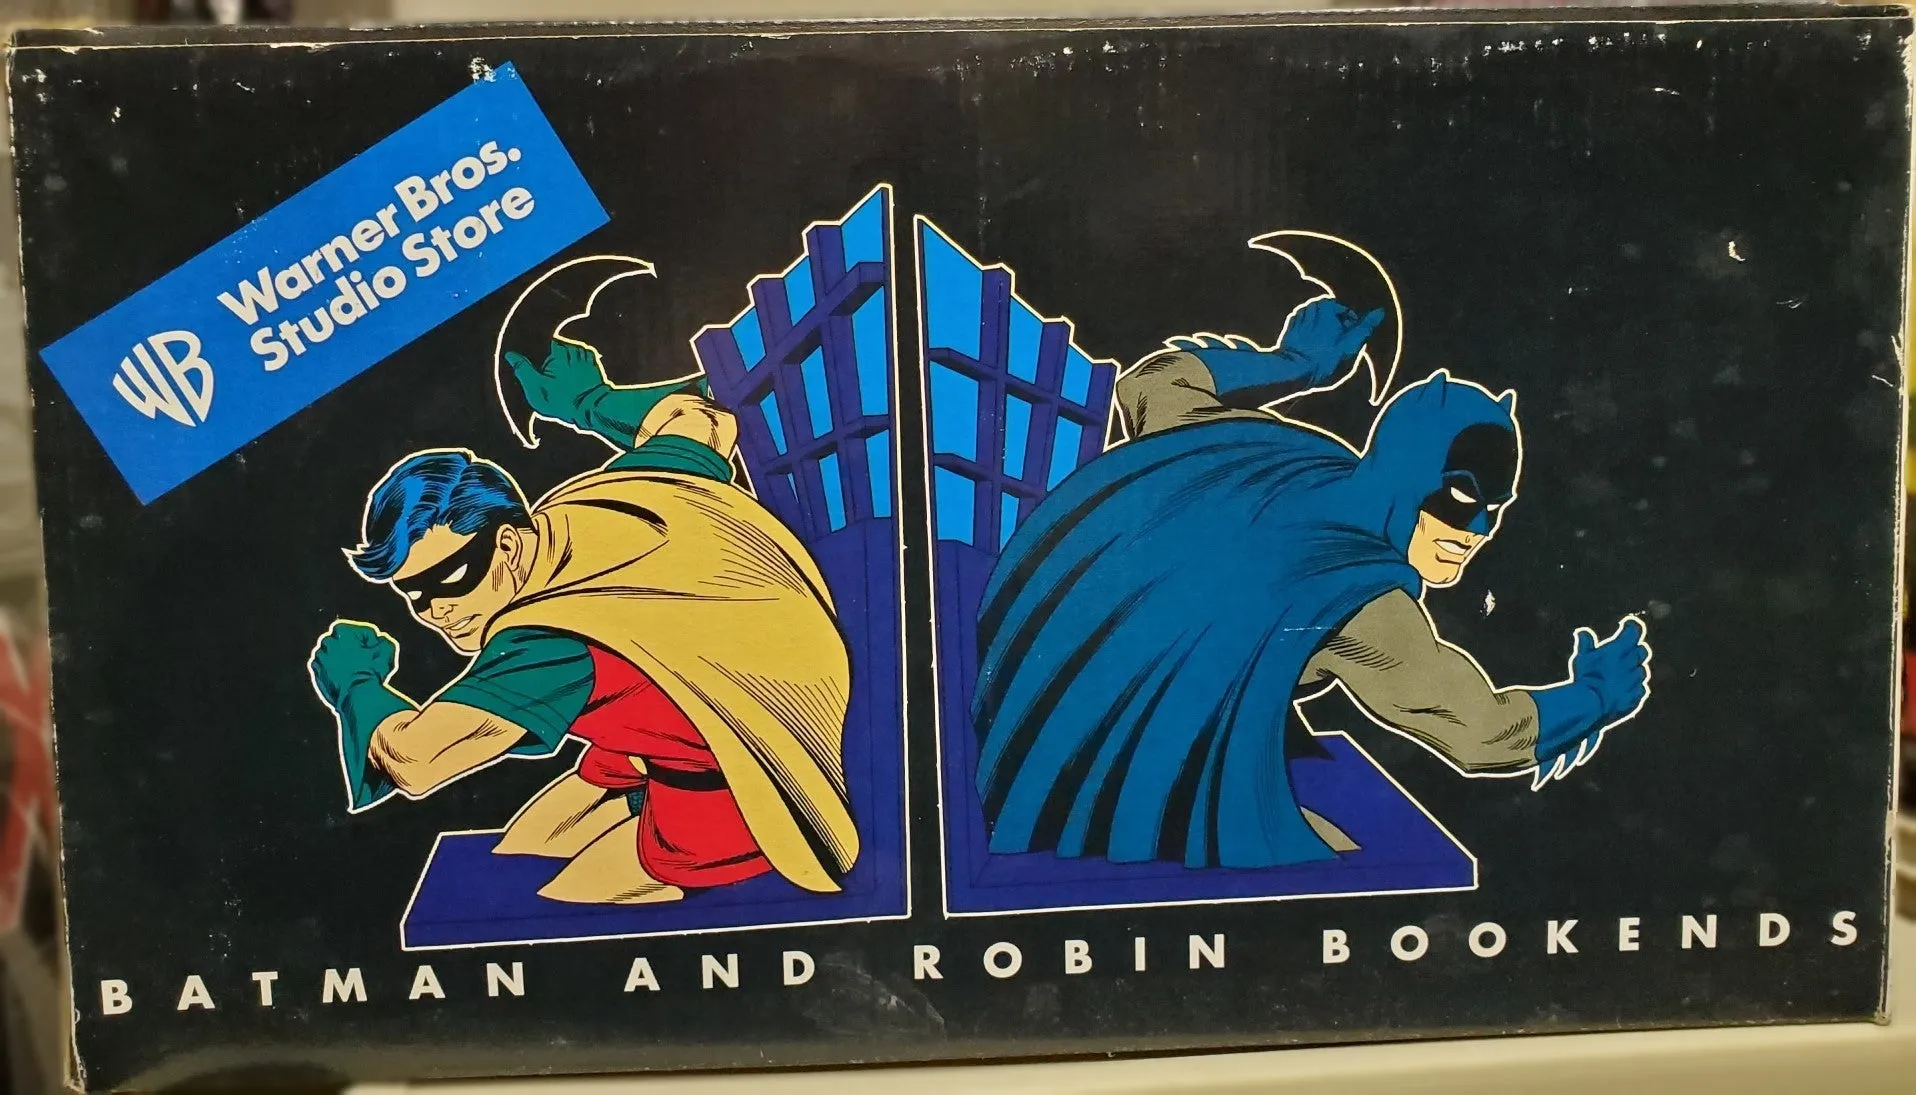 WB
Warner Bros.
Studio Store
BATMAN AND ROBIN BOOKENDS